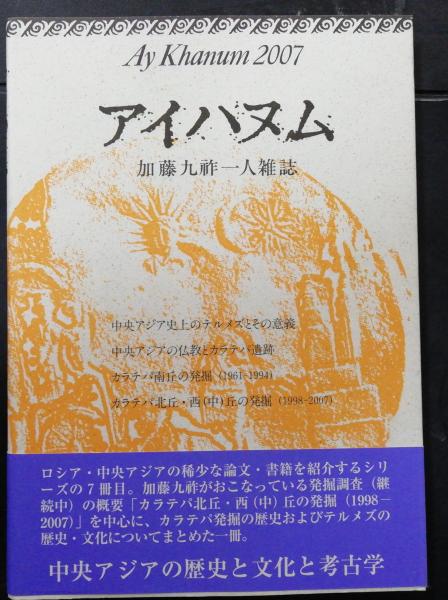 Ay Khanum 2007
アイハヌム
加藤九祚一人雑誌
中央アジア史上のテルメズとその意義
中央アジアの仏教とカラテパ遺跡
カラテパ南丘の発掘（1961-1994）
カラテパ北丘・西(中)丘の発掘（1998-2007）
ロシア・中央アジアの稀少な論文・書籍を紹介するシリ
ーズの7冊目。加藤九祚がおこなっている発掘調査（継
続中）の概要「カラテパ北丘・西(中)丘の発掘（1998－
2007）」を中心に、カラテパ発掘の歴史およびテルメズの
歴史・文化についてまとめた一冊。
中央アジアの歴史と文化と考古学